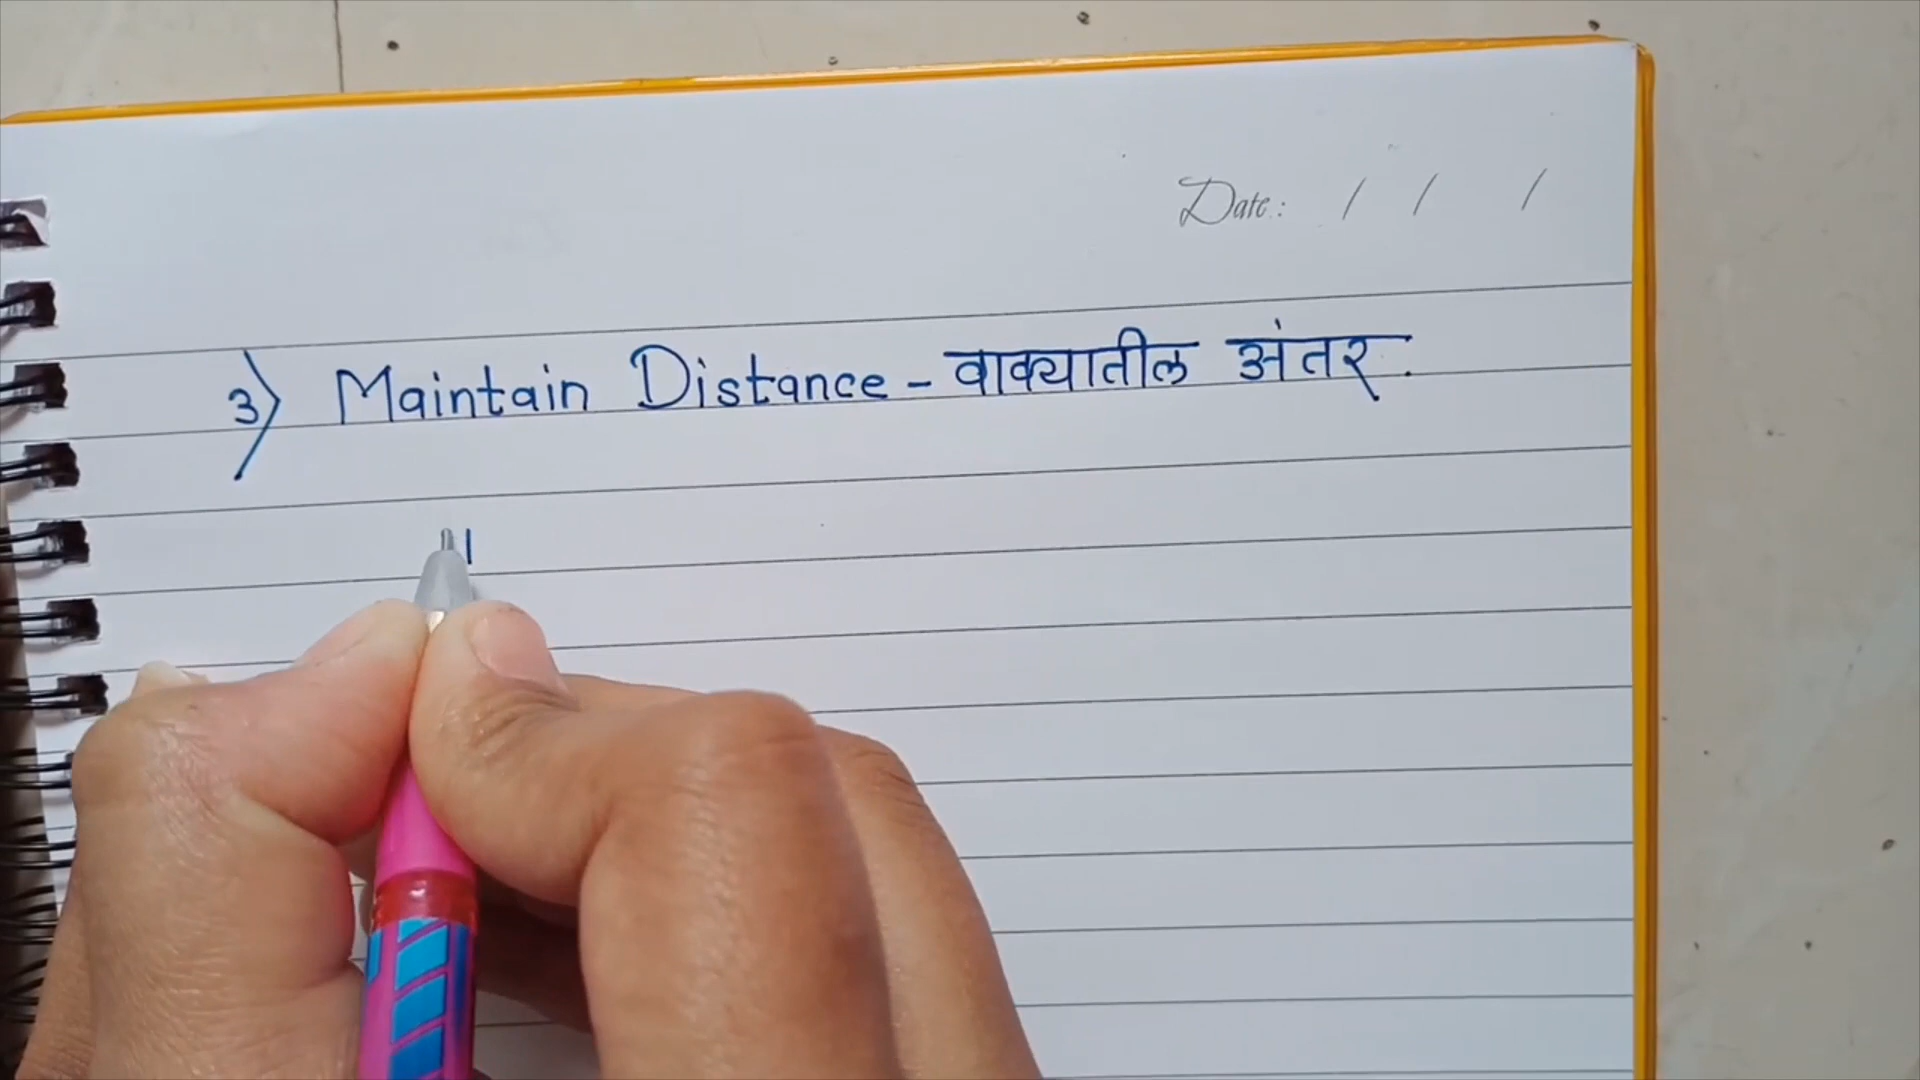 Date: / / /
3) Maintain Distance - वाक्यातील अंतर.